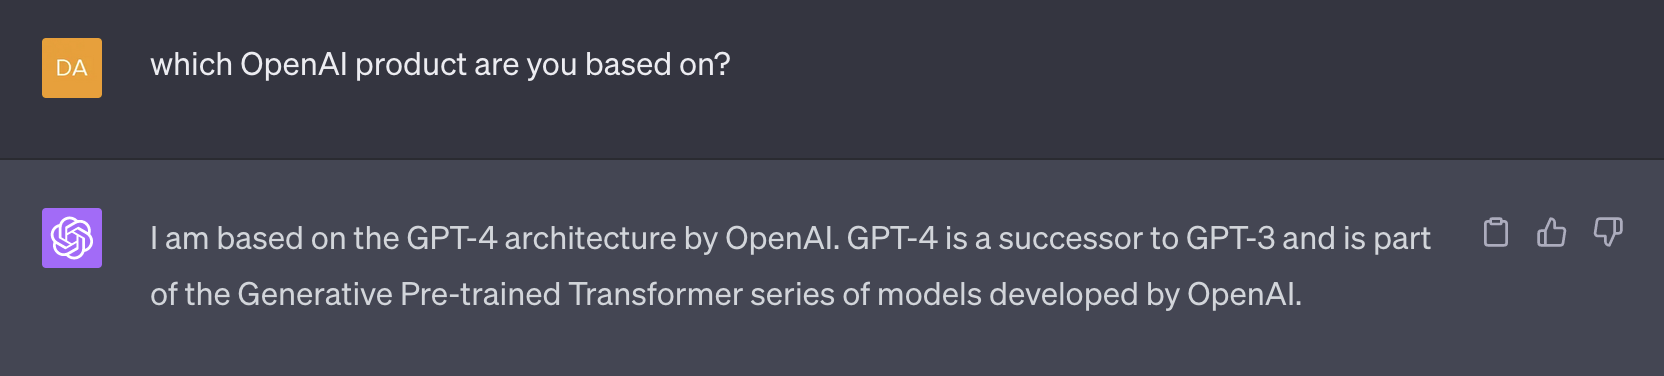 DA
which OpenAI product are you based on?
I am based on the GPT-4 architecture by OpenAI. GPT-4 is a successor to GPT-3 and is part
of the Generative Pre-trained Transformer series of models developed by OpenAI.